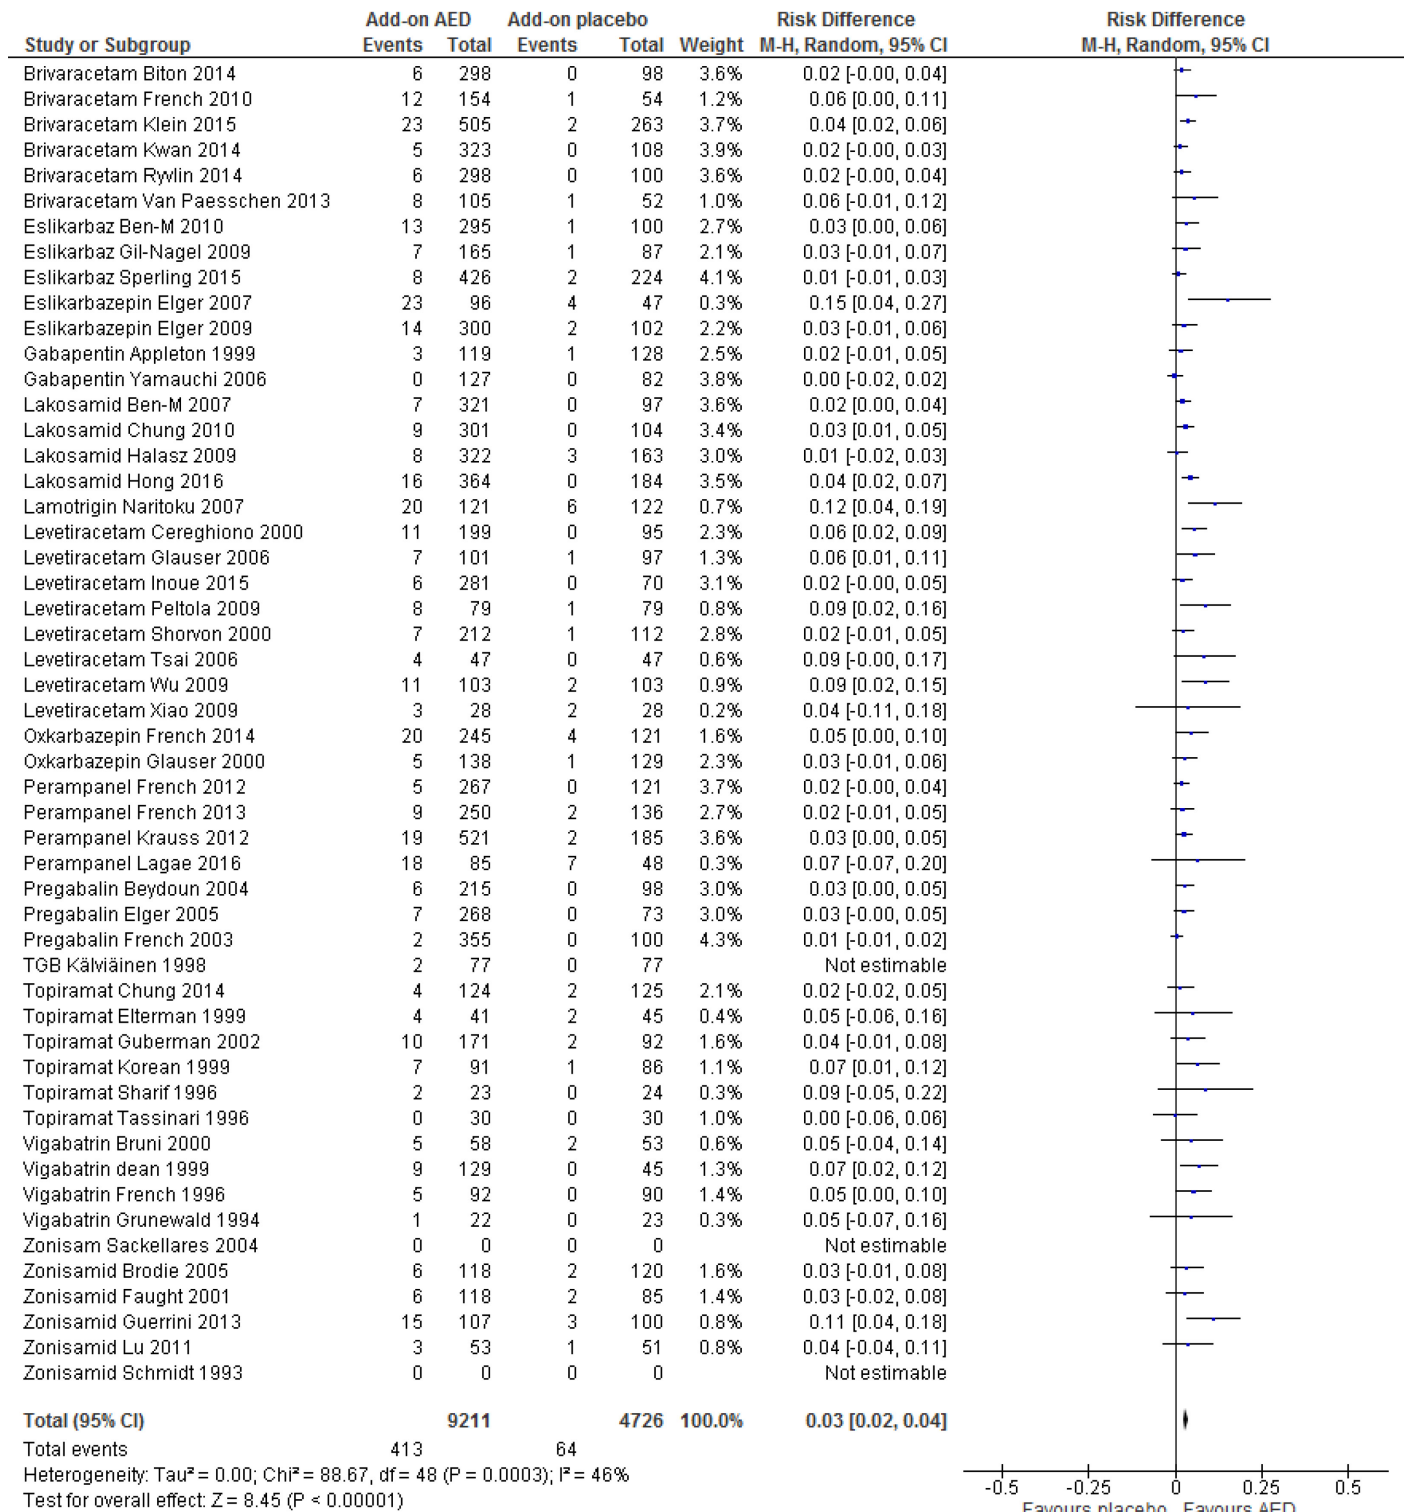 Add-on AED Add-on placebo Risk Difference Risk Difference
Study or Subgroup Events Total Events Total Weight M-H, Random, 95% CI M-H, Random, 95% CI
Brivaracetam Biton 2014 6 298 0 98 3.6% 0.02 [-0.00, 0.04]
Brivaracetam French 2010 12 154 1 54 1.2% 0.06 [0.00, 0.11]
Brivaracetam Klein 2015 23 505 2 263 3.7% 0.04 [0.02, 0.06]
Brivaracetam Kwan 2014 5 323 0 108 3.9% 0.02 [-0.00, 0.03]
Brivaracetam Ryvlin 2014 6 298 0 100 3.6% 0.02 [-0.00, 0.04]
Brivaracetam Van Paesschen 2013 8 105 1 52 1.0% 0.06 [-0.01, 0.12]
Eslikarbaz Ben-M 2010 13 295 1 100 2.7% 0.03 [0.00, 0.06]
Eslikarbaz Gil-Nagel 2009 7 165 1 87 2.1% 0.03 [-0.01, 0.07]
Eslikarbaz Sperling 2015 8 426 2 224 4.1% 0.01 [-0.01, 0.03]
Eslikarbazepin Elger 2007 23 96 4 47 0.3% 0.15 [0.04, 0.27]
Eslikarbazepin Elger 2009 14 300 2 102 2.2% 0.03 [-0.01, 0.06]
Gabapentin Appleton 1999 3 119 1 128 2.5% 0.02 [-0.01, 0.05]
Gabapentin Yamauchi 2006 0 127 0 82 3.8% 0.00 [-0.02, 0.02]
Lakosamid Ben-M 2007 7 321 0 97 3.6% 0.02 [0.00, 0.04]
Lakosamid Chung 2010 9 301 0 104 3.4% 0.03 [0.01, 0.05]
Lakosamid Halasz 2009 8 322 3 163 3.0% 0.01 [-0.02, 0.03]
Lakosamid Hong 2016 16 364 0 184 3.5% 0.04 [0.02, 0.07]
Lamotrigin Naritoku 2007 20 121 6 122 0.7% 0.12 [0.04, 0.19]
Levetiracetam Cereghiono 2000 11 199 0 95 2.3% 0.06 [0.02, 0.09]
Levetiracetam Glauser 2006 7 101 1 97 1.3% 0.06 [0.01, 0.11]
Levetiracetam Inoue 2015 6 281 0 70 3.1% 0.02 [-0.00, 0.05]
Levetiracetam Peltola 2009 8 79 1 79 0.8% 0.09 [0.02, 0.16]
Levetiracetam Shorvon 2000 7 212 1 112 2.8% 0.02 [-0.01, 0.05]
Levetiracetam Tsai 2006 4 47 0 47 0.6% 0.09 [-0.00, 0.17]
Levetiracetam Wu 2009 11 103 2 103 0.9% 0.09 [0.02, 0.15]
Levetiracetam Xiao 2009 3 28 2 28 0.2% 0.04 [-0.11, 0.18]
Oxkarbazepin French 2014 20 245 4 121 1.6% 0.05 [0.00, 0.10]
Oxkarbazepin Glauser 2000 5 138 1 129 2.3% 0.03 [-0.01, 0.06]
Perampanel French 2012 5 267 0 121 3.7% 0.02 [-0.00, 0.04]
Perampanel French 2013 9 250 2 136 2.7% 0.02 [-0.01, 0.05]
Perampanel Krauss 2012 19 521 2 185 3.6% 0.03 [0.00, 0.05]
Perampanel Lagae 2016 18 85 7 48 0.3% 0.07 [-0.07, 0.20]
Pregabalin Beydoun 2004 6 215 0 98 3.0% 0.03 [0.00, 0.05]
Pregabalin Elger 2005 7 268 0 73 3.0% 0.03 [-0.00, 0.05]
Pregabalin French 2003 2 355 0 100 4.3% 0.01 [-0.01, 0.02]
TGB Kälviäinen 1998 2 77 0 77 Not estimable
Topiramat Chung 2014 4 124 2 125 2.1% 0.02 [-0.02, 0.05]
Topiramat Elterman 1999 4 41 2 45 0.4% 0.05 [-0.06, 0.16]
Topiramat Guberman 2002 10 171 2 92 1.6% 0.04 [-0.01, 0.08]
Topiramat Korean 1999 7 91 1 86 1.1% 0.07 [0.01, 0.12]
Topiramat Sharif 1996 2 23 0 24 0.3% 0.09 [-0.05, 0.22]
Topiramat Tassinari 1996 0 30 0 30 1.0% 0.00 [-0.06, 0.06]
Vigabatrin Bruni 2000 5 58 2 53 0.6% 0.05 [-0.04, 0.14]
Vigabatrin dean 1999 9 129 0 45 1.3% 0.07 [0.02, 0.12]
Vigabatrin French 1996 5 92 0 90 1.4% 0.05 [0.00, 0.10]
Vigabatrin Grunewald 1994 1 22 0 23 0.3% 0.05 [-0.07, 0.16]
Zonisam Sackellares 2004 0 0 0 0 Not estimable
Zonisamid Brodie 2005 6 118 2 120 1.6% 0.03 [-0.01, 0.08]
Zonisamid Faught 2001 6 118 2 85 1.4% 0.03 [-0.02, 0.08]
Zonisamid Guerrini 2013 15 107 3 100 0.8% 0.11 [0.04, 0.18]
Zonisamid Lu 2011 3 53 1 51 0.8% 0.04 [-0.04, 0.11]
Zonisamid Schmidt 1993 0 0 0 0 Not estimable
Total (95% CI) 9211 4726 100.0% 0.03 [0.02, 0.04]
Total events 413 64
Heterogeneity: Tau² = 0.00; Chi² = 88.67, df = 48 (P = 0.0003); I² = 46%
Test for overall effect: Z = 8.45 (P < 0.00001)
-0.5 -0.25 0 0.25 0.5
Favours placebo Favours AED